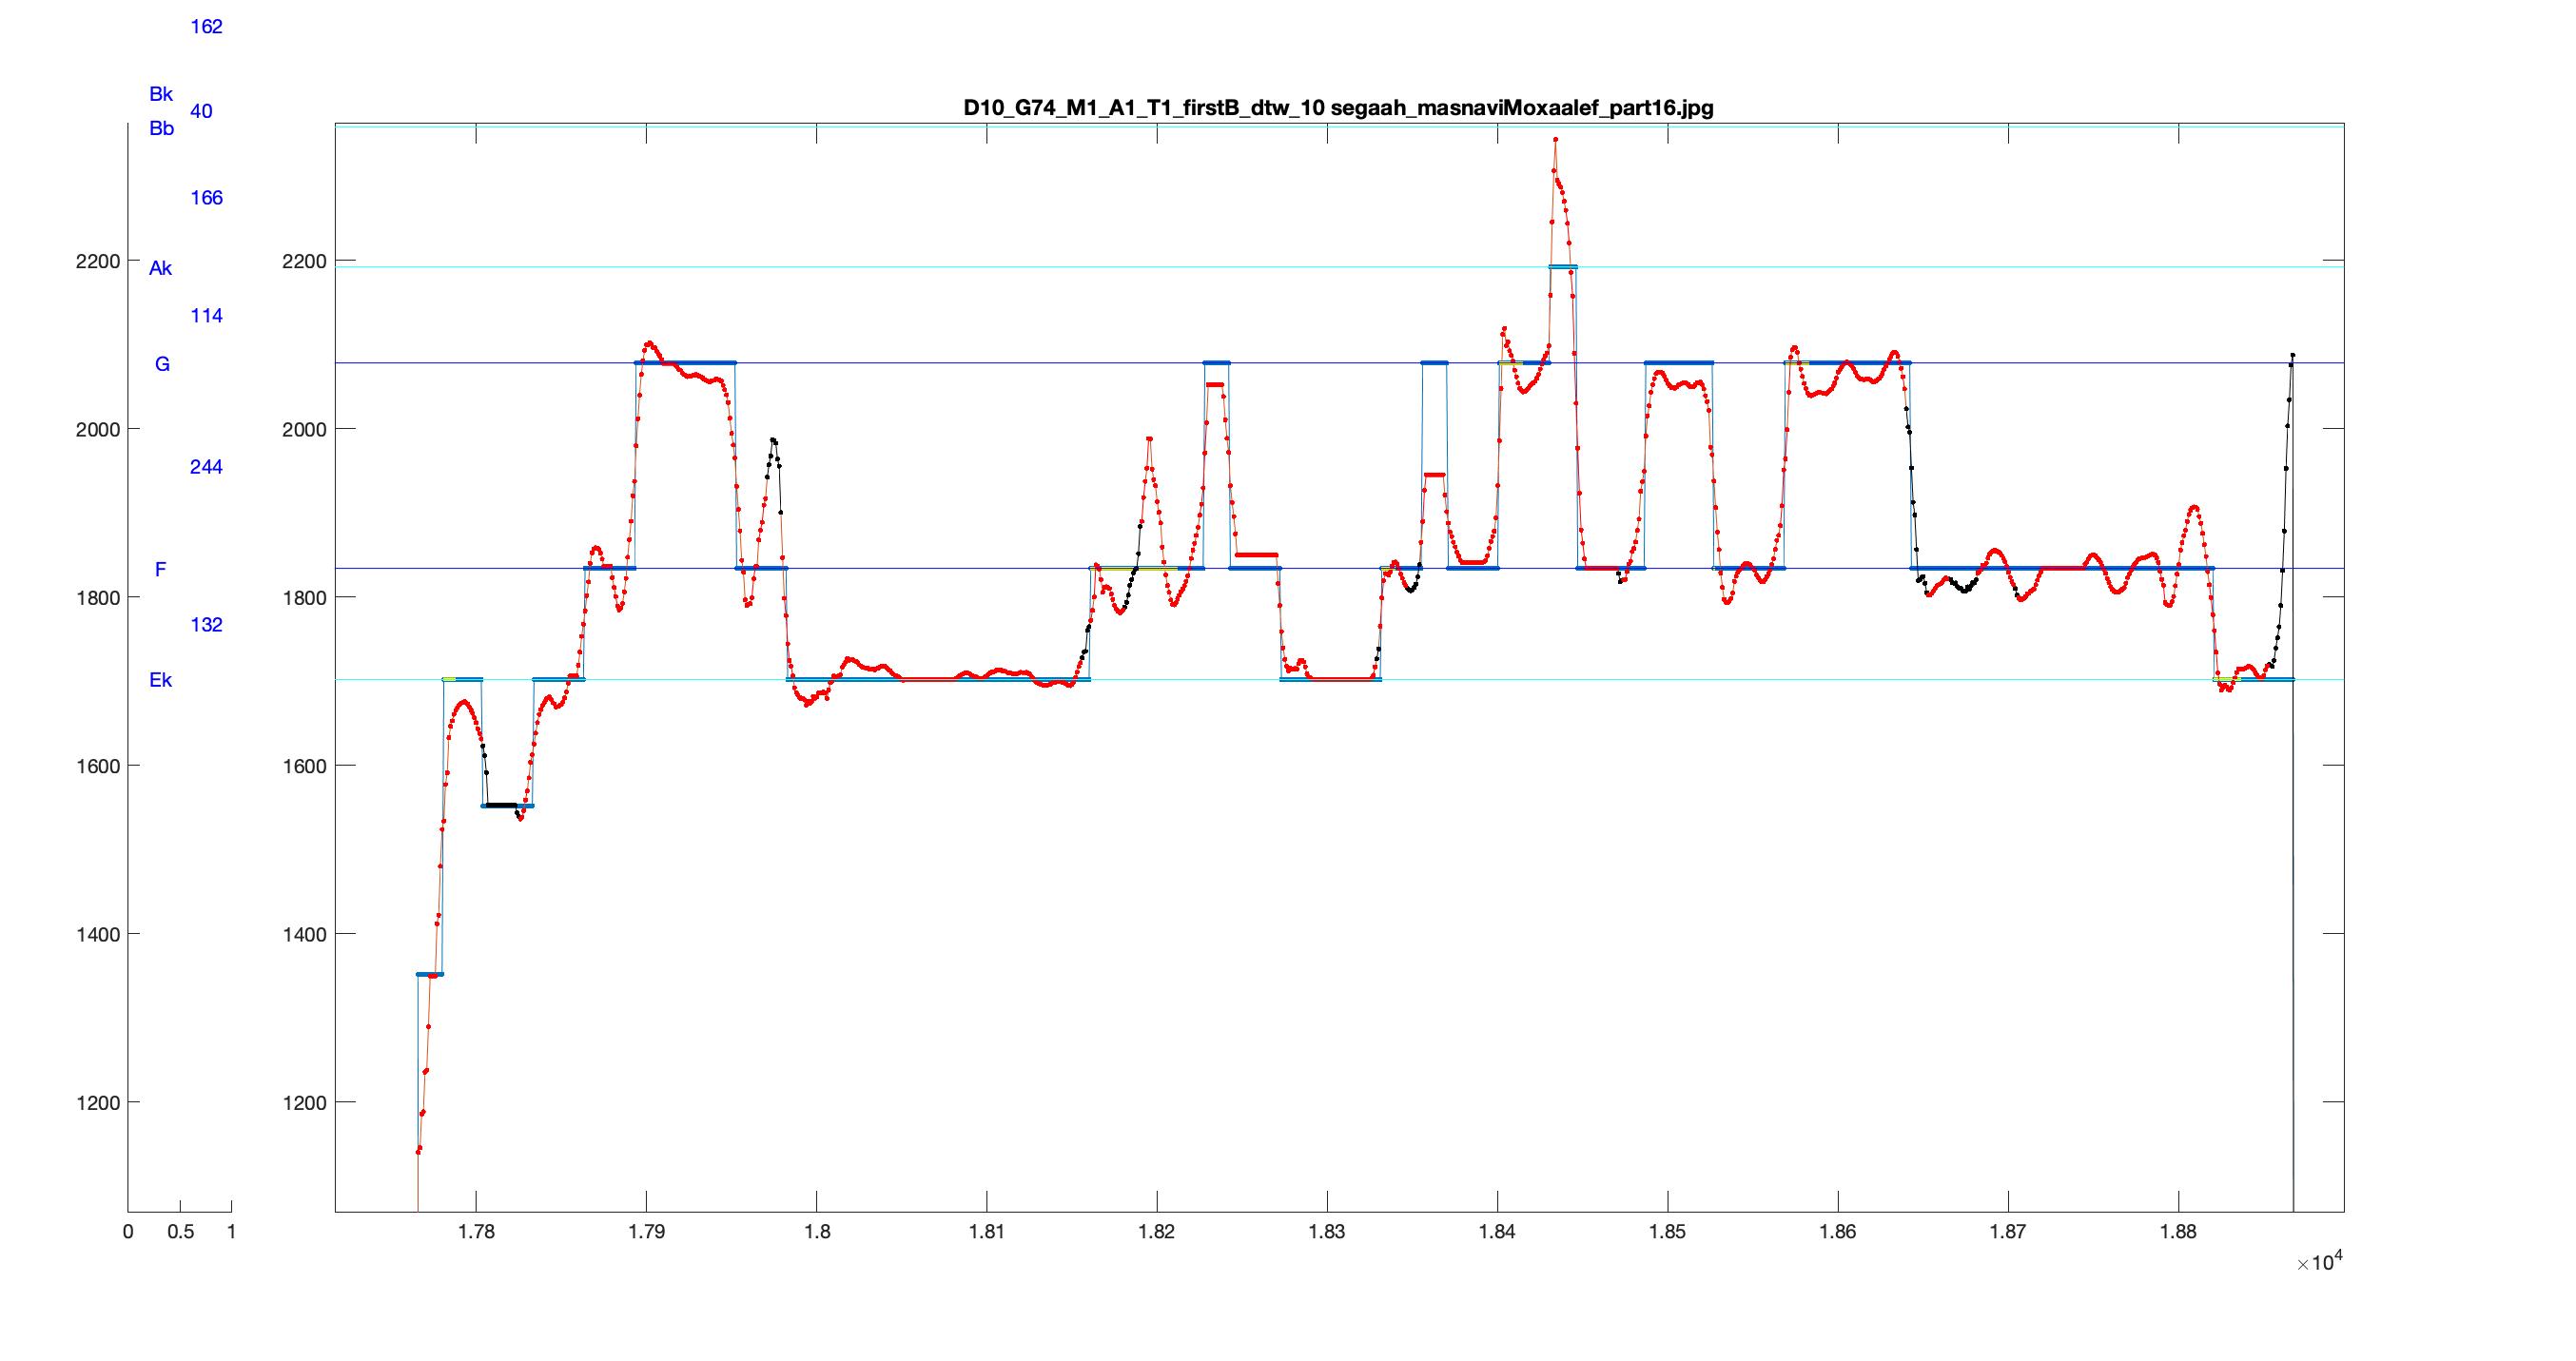 162
Bk
40
D10_G74_M1_A1_T1_firstB_dtw_10 segaah_masnaviMoxaalef_part16.jpg
Bb
166
2200 Ak 2200
114
G
2000 2000
244
F
1800 1800
132
Ek
1600 1600
1400 1400
1200 1200
0 0.5 1 1.78 1.79 1.8 1.81 1.82 1.83 1.84 1.85 1.86 1.87 1.88
×10⁴